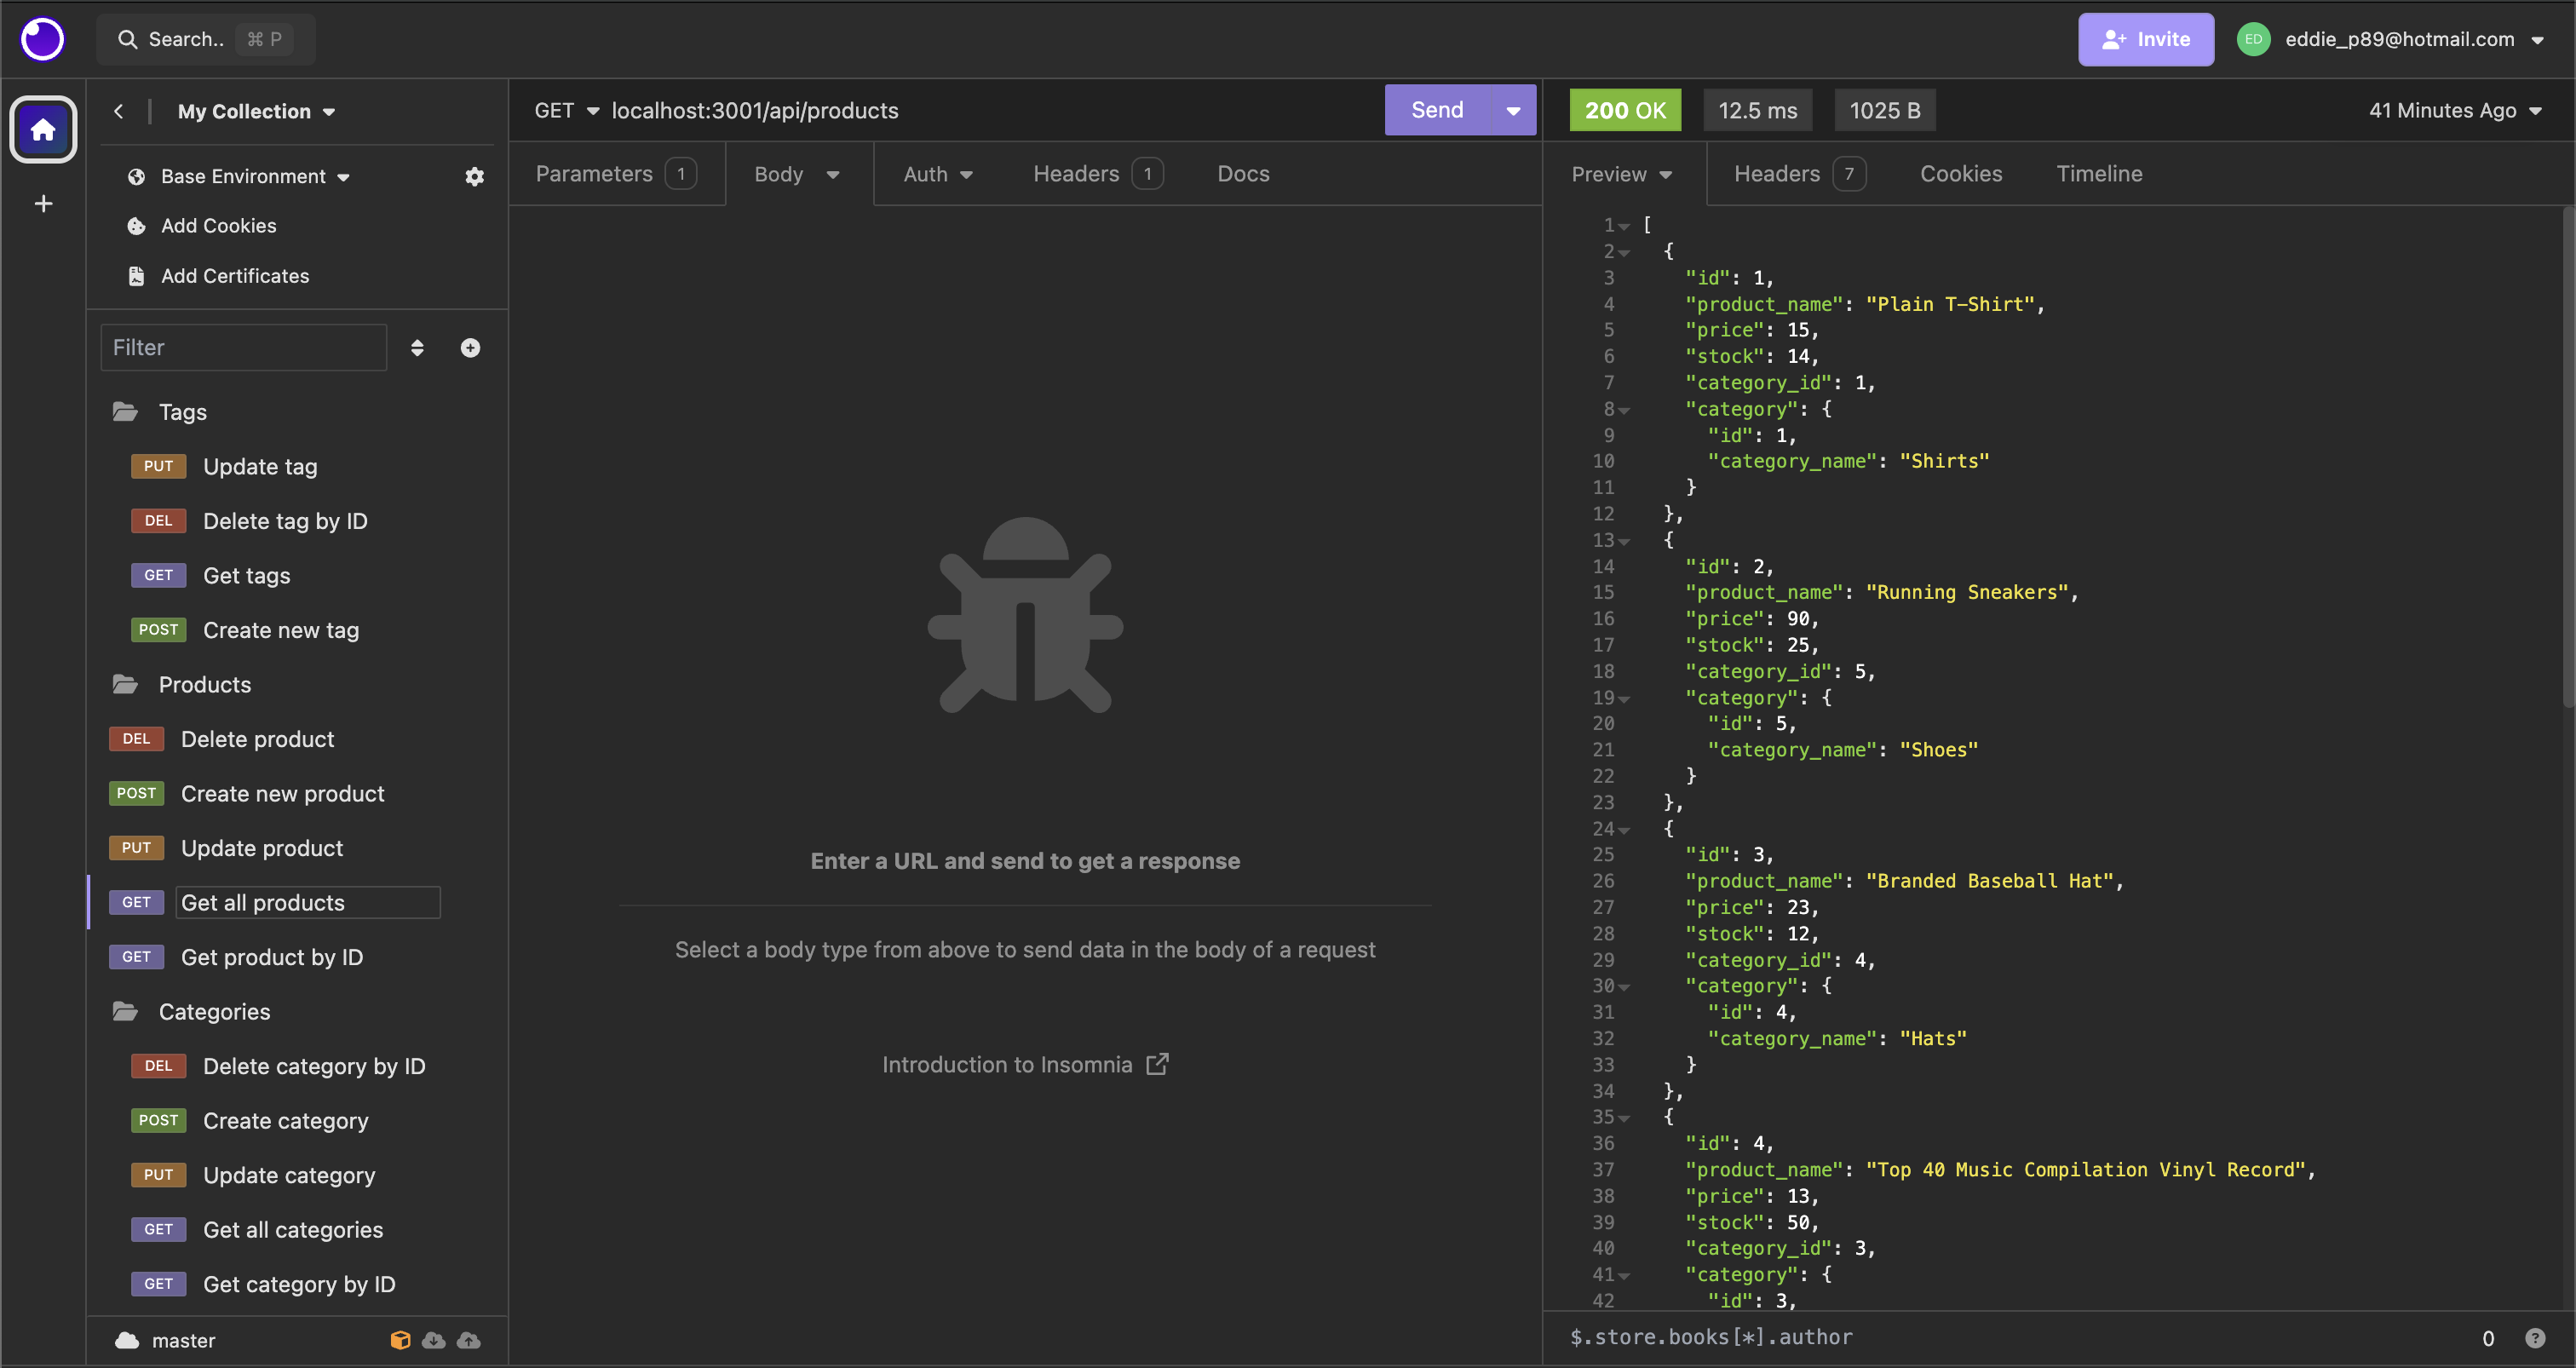 Search.. ⌘ P
Invite
ED eddie_p89@hotmail.com
My Collection
Base Environment
Add Cookies
Add Certificates
Filter
Tags
PUT Update tag
DEL Delete tag by ID
GET Get tags
POST Create new tag
Products
DEL Delete product
POST Create new product
PUT Update product
GET Get all products
GET Get product by ID
Categories
DEL Delete category by ID
POST Create category
PUT Update category
GET Get all categories
GET Get category by ID
master
GET localhost:3001/api/products Send
Parameters 1 Body Auth Headers 1 Docs
Enter a URL and send to get a response
Select a body type from above to send data in the body of a request
Introduction to Insomnia
200 OK 12.5 ms 1025 B 41 Minutes Ago
Preview Headers 7 Cookies Timeline
1 [
2 {
3 "id": 1,
4 "product_name": "Plain T-Shirt",
5 "price": 15,
6 "stock": 14,
7 "category_id": 1,
8 "category": {
9 "id": 1,
10 "category_name": "Shirts"
11 }
12 },
13 {
14 "id": 2,
15 "product_name": "Running Sneakers",
16 "price": 90,
17 "stock": 25,
18 "category_id": 5,
19 "category": {
20 "id": 5,
21 "category_name": "Shoes"
22 }
23 },
24 {
25 "id": 3,
26 "product_name": "Branded Baseball Hat",
27 "price": 23,
28 "stock": 12,
29 "category_id": 4,
30 "category": {
31 "id": 4,
32 "category_name": "Hats"
33 }
34 },
35 {
36 "id": 4,
37 "product_name": "Top 40 Music Compilation Vinyl Record",
38 "price": 13,
39 "stock": 50,
40 "category_id": 3,
41 "category": {
42 "id": 3,
$.store.books[*].author 0 ?